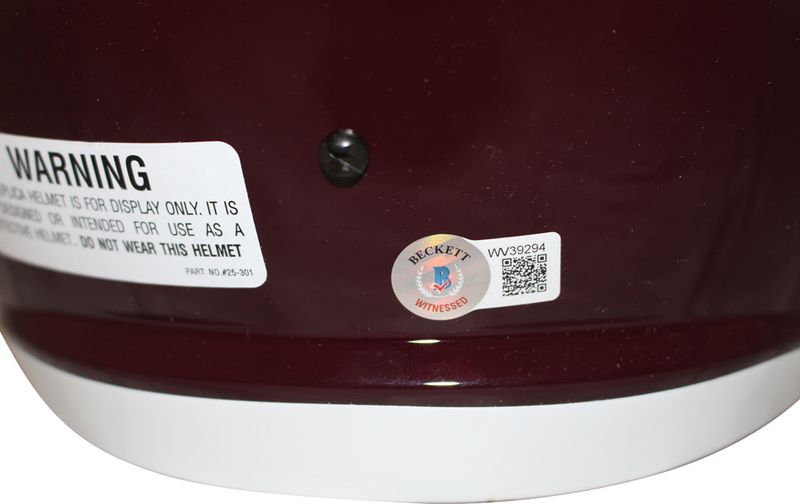 WARNING
REPLICA HELMET IS FOR DISPLAY ONLY. IT IS
DESIGNED OR INTENDED FOR USE AS A
HELMET. DO NOT WEAR THIS HELMET
PART NO.#25-301
BECKETT
B
WITNESSED
WV39294